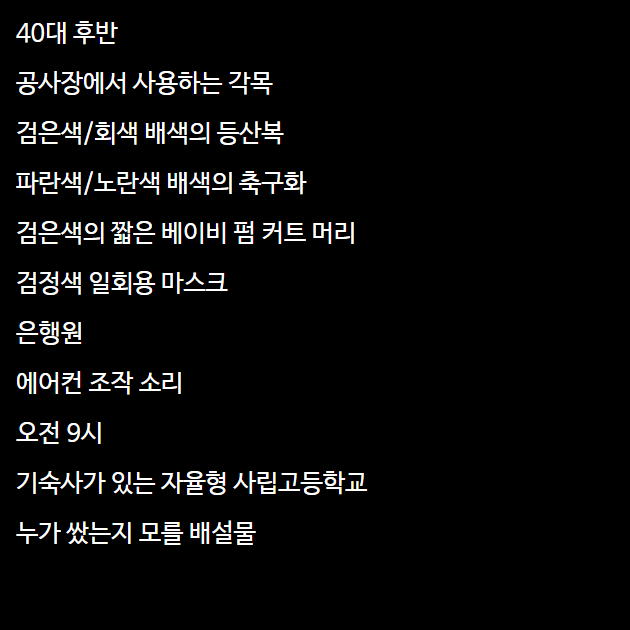 40대 후반
공사장에서 사용하는 각목
검은색/회색 배색의 등산복
파란색/노란색 배색의 축구화
검은색의 짧은 베이비 펌 커트 머리
검정색 일회용 마스크
은행원
에어컨 조작 소리
오전 9시
기숙사가 있는 자율형 사립고등학교
누가 쌌는지 모를 배설물